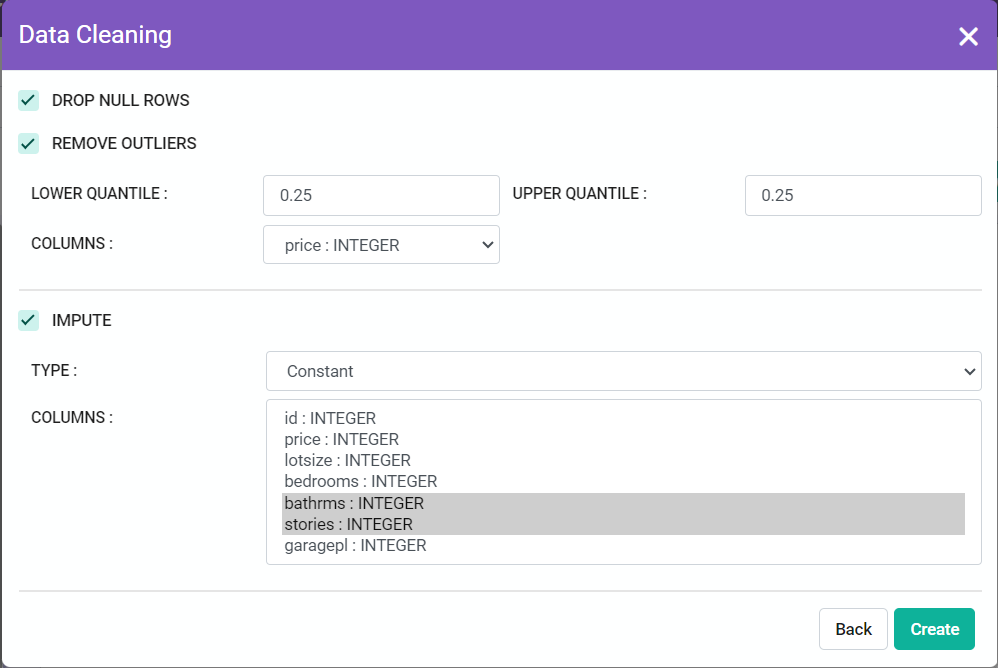 Data Cleaning
DROP NULL ROWS
REMOVE OUTLIERS
LOWER QUANTILE : 0.25 UPPER QUANTILE : 0.25
COLUMNS : price : INTEGER
IMPUTE
TYPE : Constant
COLUMNS : id : INTEGER
price : INTEGER
lotsize : INTEGER
bedrooms : INTEGER
bathrms : INTEGER
stories : INTEGER
garagepl : INTEGER
Back Create